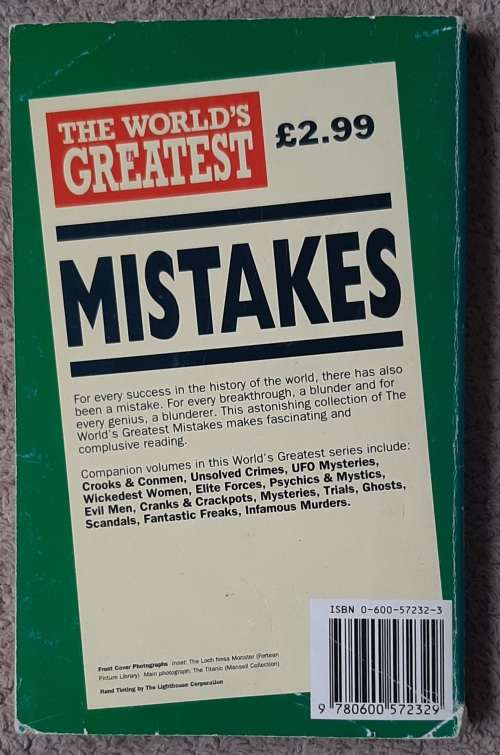 THE WORLD'S
GREATEST
£2.99
MISTAKES
For every success in the history of the world, there has also
been a mistake. For every breakthrough, a blunder and for
every genius, a blunderer. This astonishing collection of The
World's Greatest Mistakes makes fascinating and
complusive reading.
Companion volumes in this World's Greatest series include:
Crooks & Conmen, Unsolved Crimes, UFO Mysteries,
Wickedest Women, Elite Forces, Psychics & Mystics,
Evil Men, Cranks & Crackpots, Mysteries, Trials, Ghosts,
Scandals, Fantastic Freaks, Infamous Murders.
ISBN 0-600-57232-3
Front Cover Photographs Inset: The Loch Ness Monster (Fortean
Picture Library) Main photograph: The Titanic (Mansell Collection)
Hand Tinting by The Lighthouse Corporation
9 780600 572329